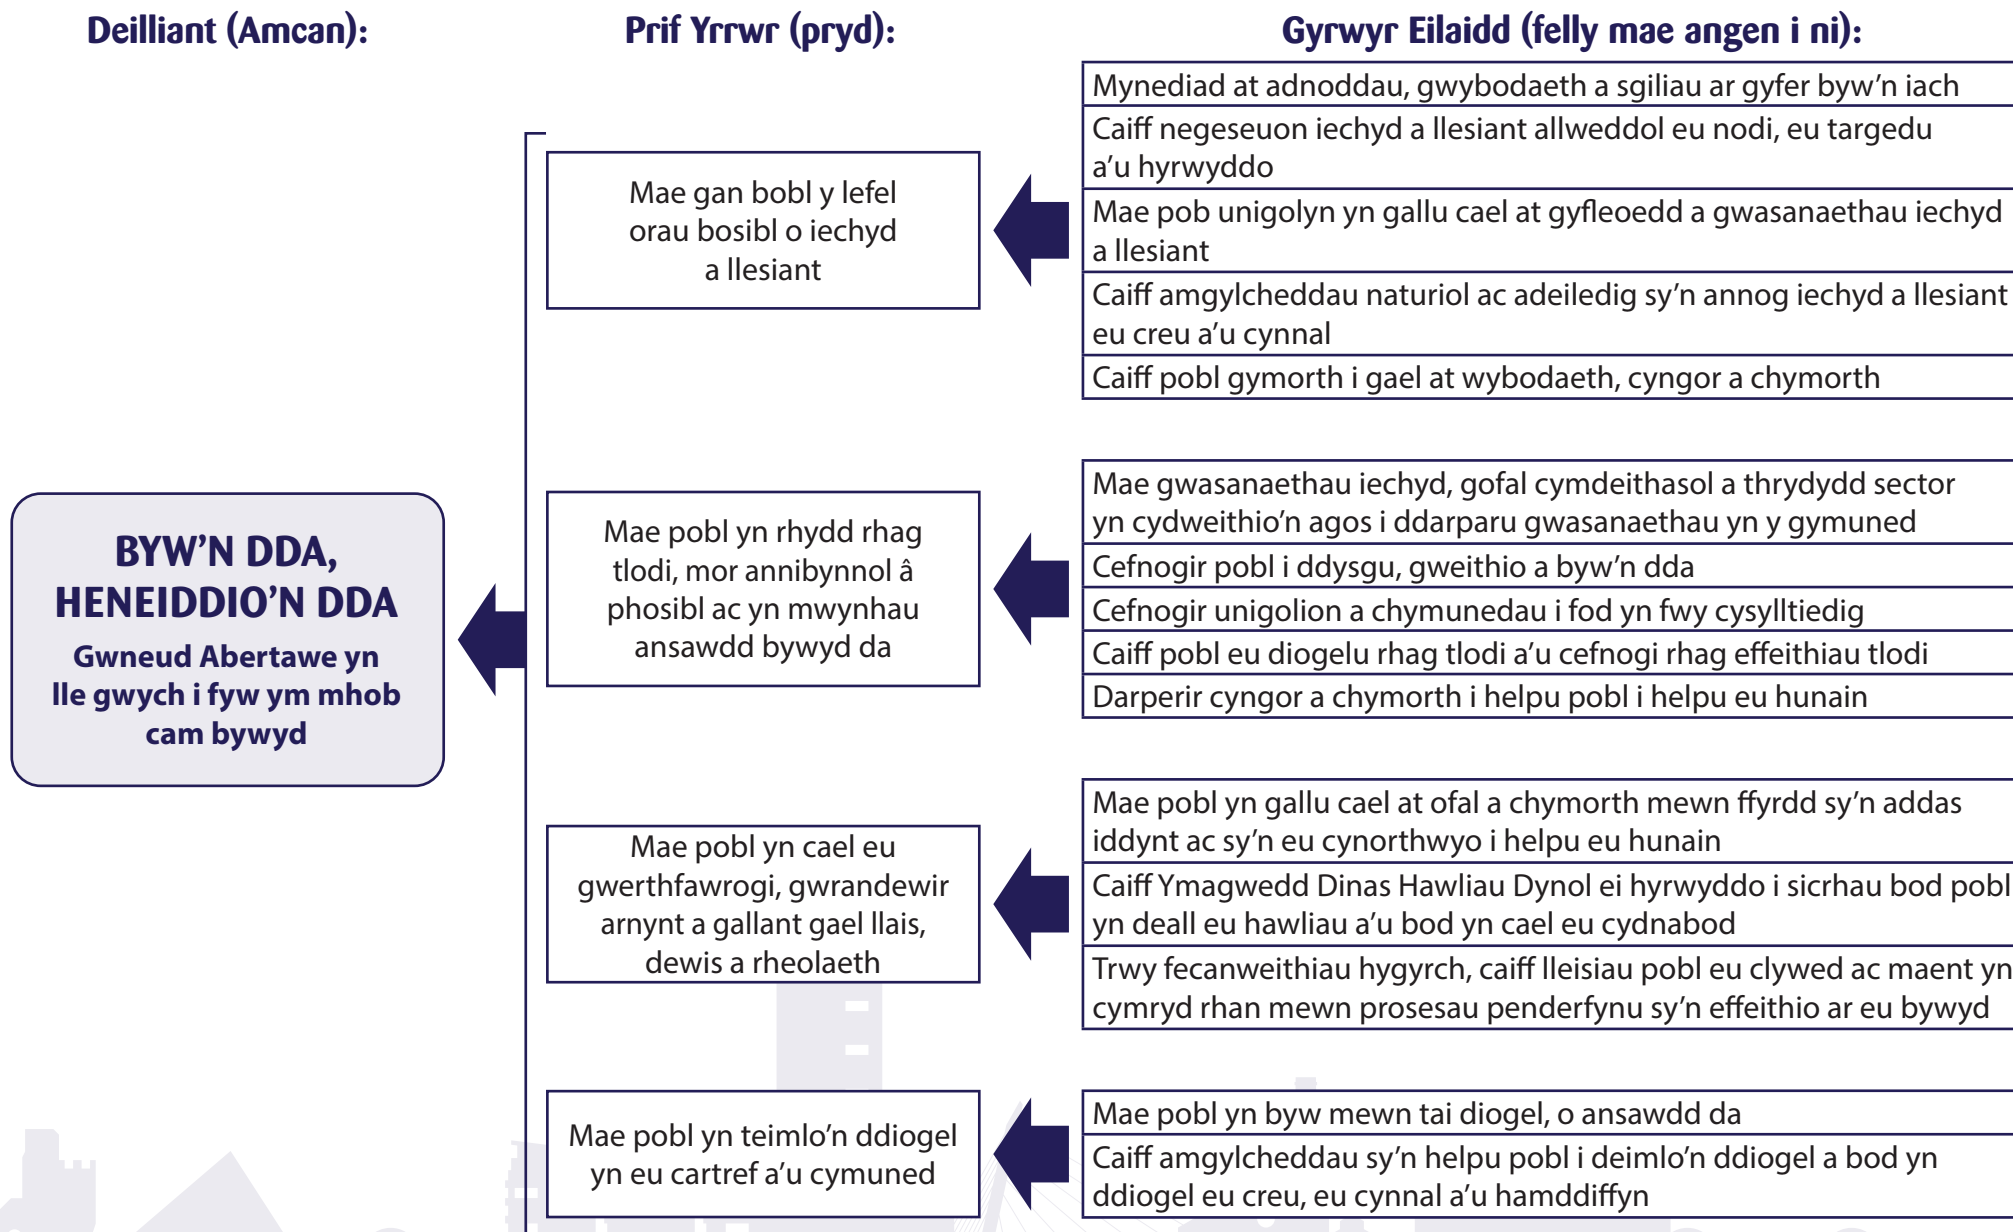 Deilliant (Amcan):
Prif Yrrwr (pryd):
Gyrwyr Eilaidd (felly mae angen i ni):
BYW'N DDA,
HENEIDDIO'N DDA
Gwneud Abertawe yn
lle gwych i fyw ym mhob
cam bywyd
Mae gan bobl y lefel
orau bosibl o iechyd
a llesiant
Mynediad at adnoddau, gwybodaeth a sgiliau ar gyfer byw'n iach
Caiff negeseuon iechyd a llesiant allweddol eu nodi, eu targedu
a'u hyrwyddo
Mae pob unigolyn yn gallu cael at gyfleoedd a gwasanaethau iechyd
a llesiant
Caiff amgylcheddau naturiol ac adeiledig sy'n annog iechyd a llesiant
eu creu a'u cynnal
Caiff pobl gymorth i gael at wybodaeth, cyngor a chymorth
Mae pobl yn rhydd rhag
tlodi, mor annibynnol â
phosibl ac yn mwynhau
ansawdd bywyd da
Mae gwasanaethau iechyd, gofal cymdeithasol a thrydydd sector
yn cydweithio'n agos i ddarparu gwasanaethau yn y gymuned
Cefnogir pobl i ddysgu, gweithio a byw'n dda
Cefnogir unigolion a chymunedau i fod yn fwy cysylltiedig
Caiff pobl eu diogelu rhag tlodi a'u cefnogi rhag effeithiau tlodi
Darperir cyngor a chymorth i helpu pobl i helpu eu hunain
Mae pobl yn cael eu
gwerthfawrogi, gwrandewir
arnynt a gallant gael llais,
dewis a rheolaeth
Mae pobl yn gallu cael at ofal a chymorth mewn ffyrdd sy'n addas
iddynt ac sy'n eu cynorthwyo i helpu eu hunain
Caiff Ymagwedd Dinas Hawliau Dynol ei hyrwyddo i sicrhau bod pobl
yn deall eu hawliau a'u bod yn cael eu cydnabod
Trwy fecanweithiau hygyrch, caiff lleisiau pobl eu clywed ac maent yn
cymryd rhan mewn prosesau penderfynu sy'n effeithio ar eu bywyd
Mae pobl yn teimlo'n ddiogel
yn eu cartref a'u cymuned
Mae pobl yn byw mewn tai diogel, o ansawdd da
Caiff amgylcheddau sy'n helpu pobl i deimlo'n ddiogel a bod yn
ddiogel eu creu, eu cynnal a'u hamddiffyn